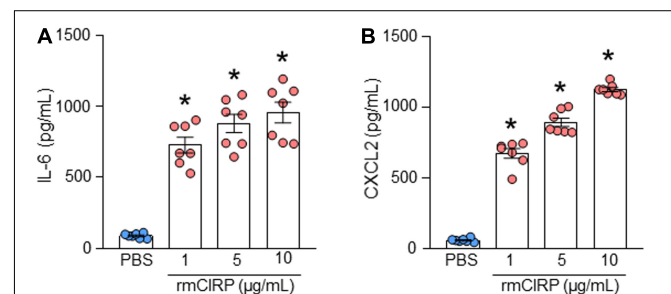 A
B
1500
1000
500
0
IL-6 (pg/mL)
* * *
PBS 1 5 10
rmCIRP (µg/mL)
1500
1000
500
0
CXCL2 (pg/mL)
* * *
PBS 1 5 10
rmCIRP (µg/mL)